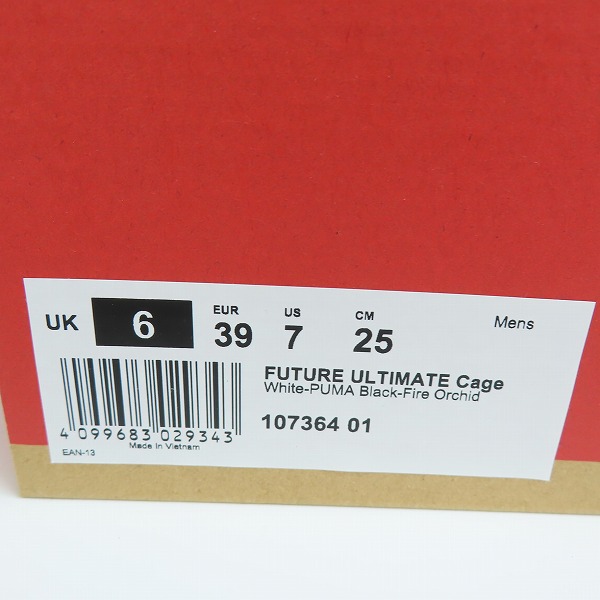 UK 6 EUR 39 US 7 CM 25 Mens
FUTURE ULTIMATE Cage
White-PUMA Black-Fire Orchid
107364 01
4 099683 029343
Made In Vietnam
EAN-13